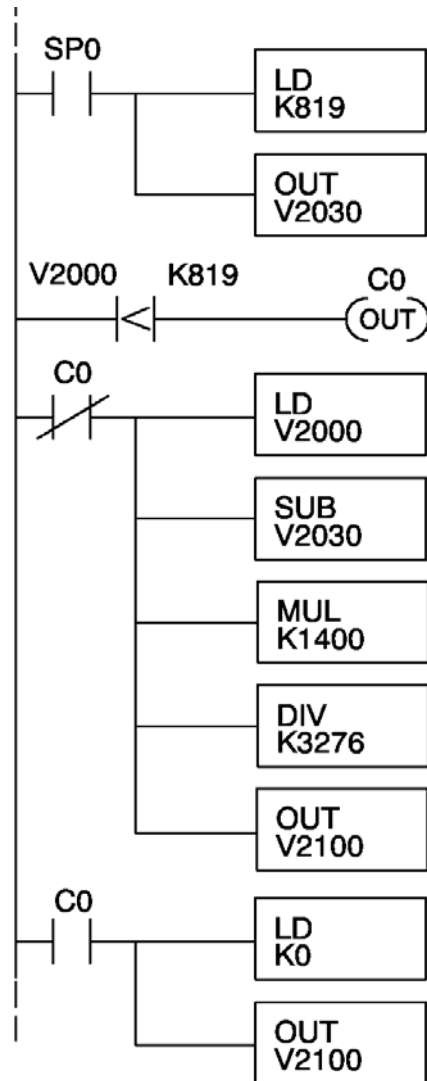 SP0
LD
K819
OUT
V2030
V2000 < K819 C0
OUT
C0
LD
V2000
SUB
V2030
MUL
K1400
DIV
K3276
OUT
V2100
C0
LD
K0
OUT
V2100